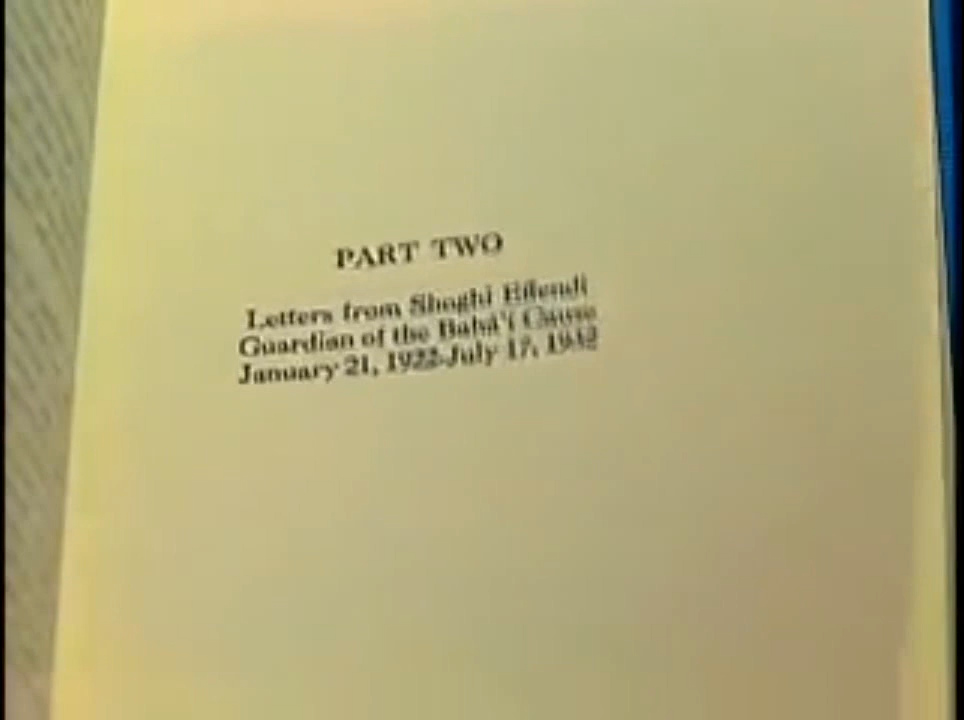 PART TWO
Letters from Shoghi Effendi
Guardian of the Bahá'í Cause
January 21, 1922-July 17, 1932